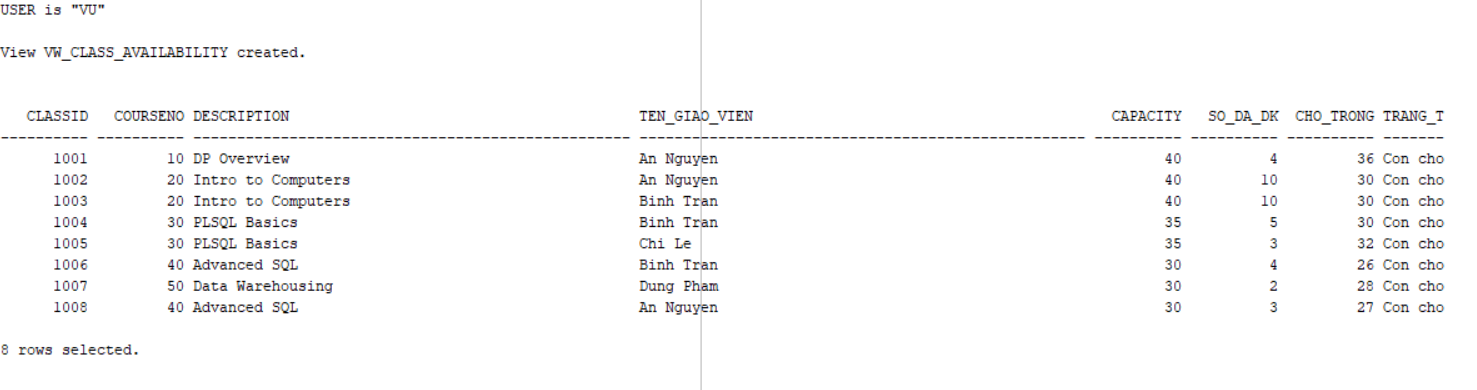 USER is "VU"
View VW_CLASS_AVAILABILITY created.
CLASSID COURSENO DESCRIPTION TEN_GIAO_VIEN CAPACITY SO_DA_DK CHO_TRONG TRANG_T
---------- ---------- -------------------------------------------------- --------------------------------------------------- ---------- ---------- ---------- -------
1001 10 DP Overview An Nguyen 40 4 36 Con cho
1002 20 Intro to Computers An Nguyen 40 10 30 Con cho
1003 20 Intro to Computers Binh Tran 40 10 30 Con cho
1004 30 PLSQL Basics Binh Tran 35 5 30 Con cho
1005 30 PLSQL Basics Chi Le 35 3 32 Con cho
1006 40 Advanced SQL Binh Tran 30 4 26 Con cho
1007 50 Data Warehousing Dung Pham 30 2 28 Con cho
1008 40 Advanced SQL An Nguyen 30 3 27 Con cho
8 rows selected.